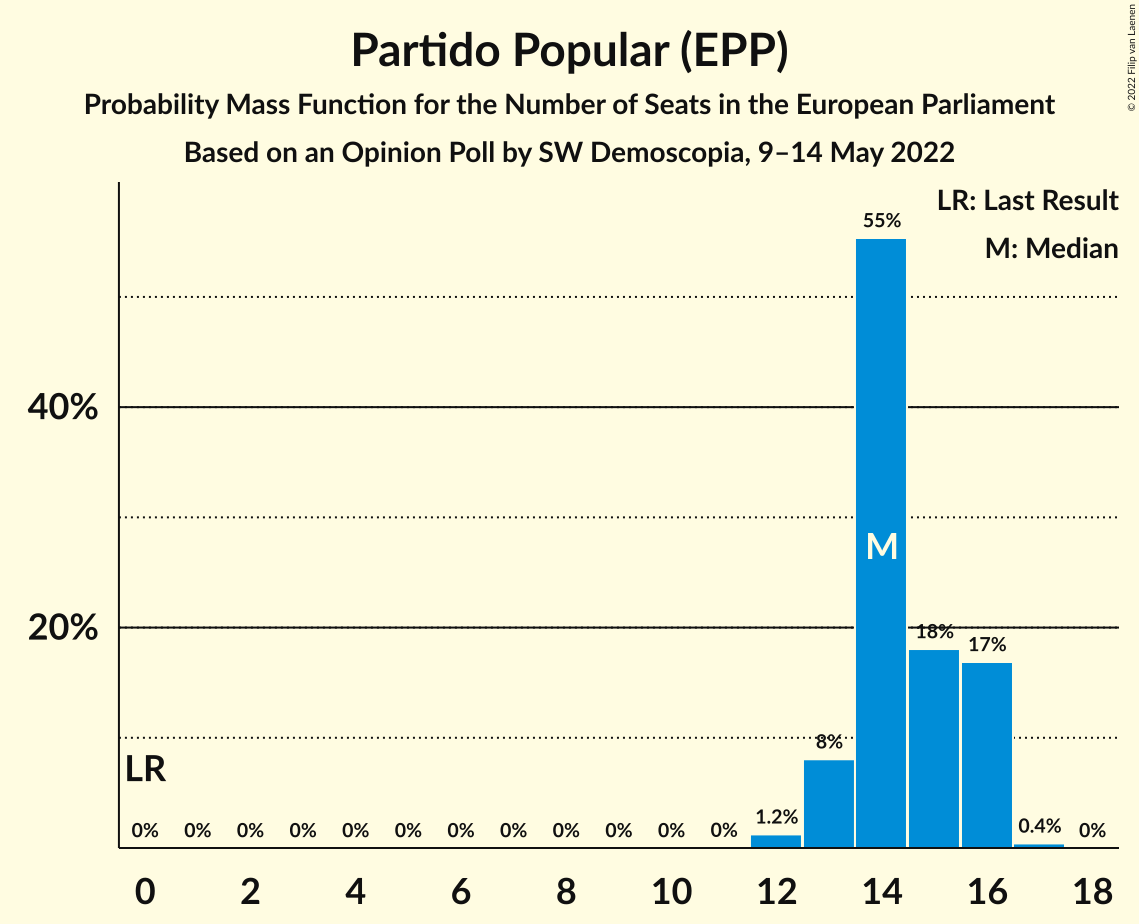 Partido Popular (EPP)
Probability Mass Function for the Number of Seats in the European Parliament
Based on an Opinion Poll by SW Demoscopia, 9–14 May 2022
© 2022 Filip van Laenen
LR: Last Result
M: Median
55%
40%
M
20%
18%
17%
8%
LR
0% 0% 0% 0% 0% 0% 0% 0% 0% 0% 0% 0% 1.2% 0.4% 0%
0 2 4 6 8 10 12 14 16 18